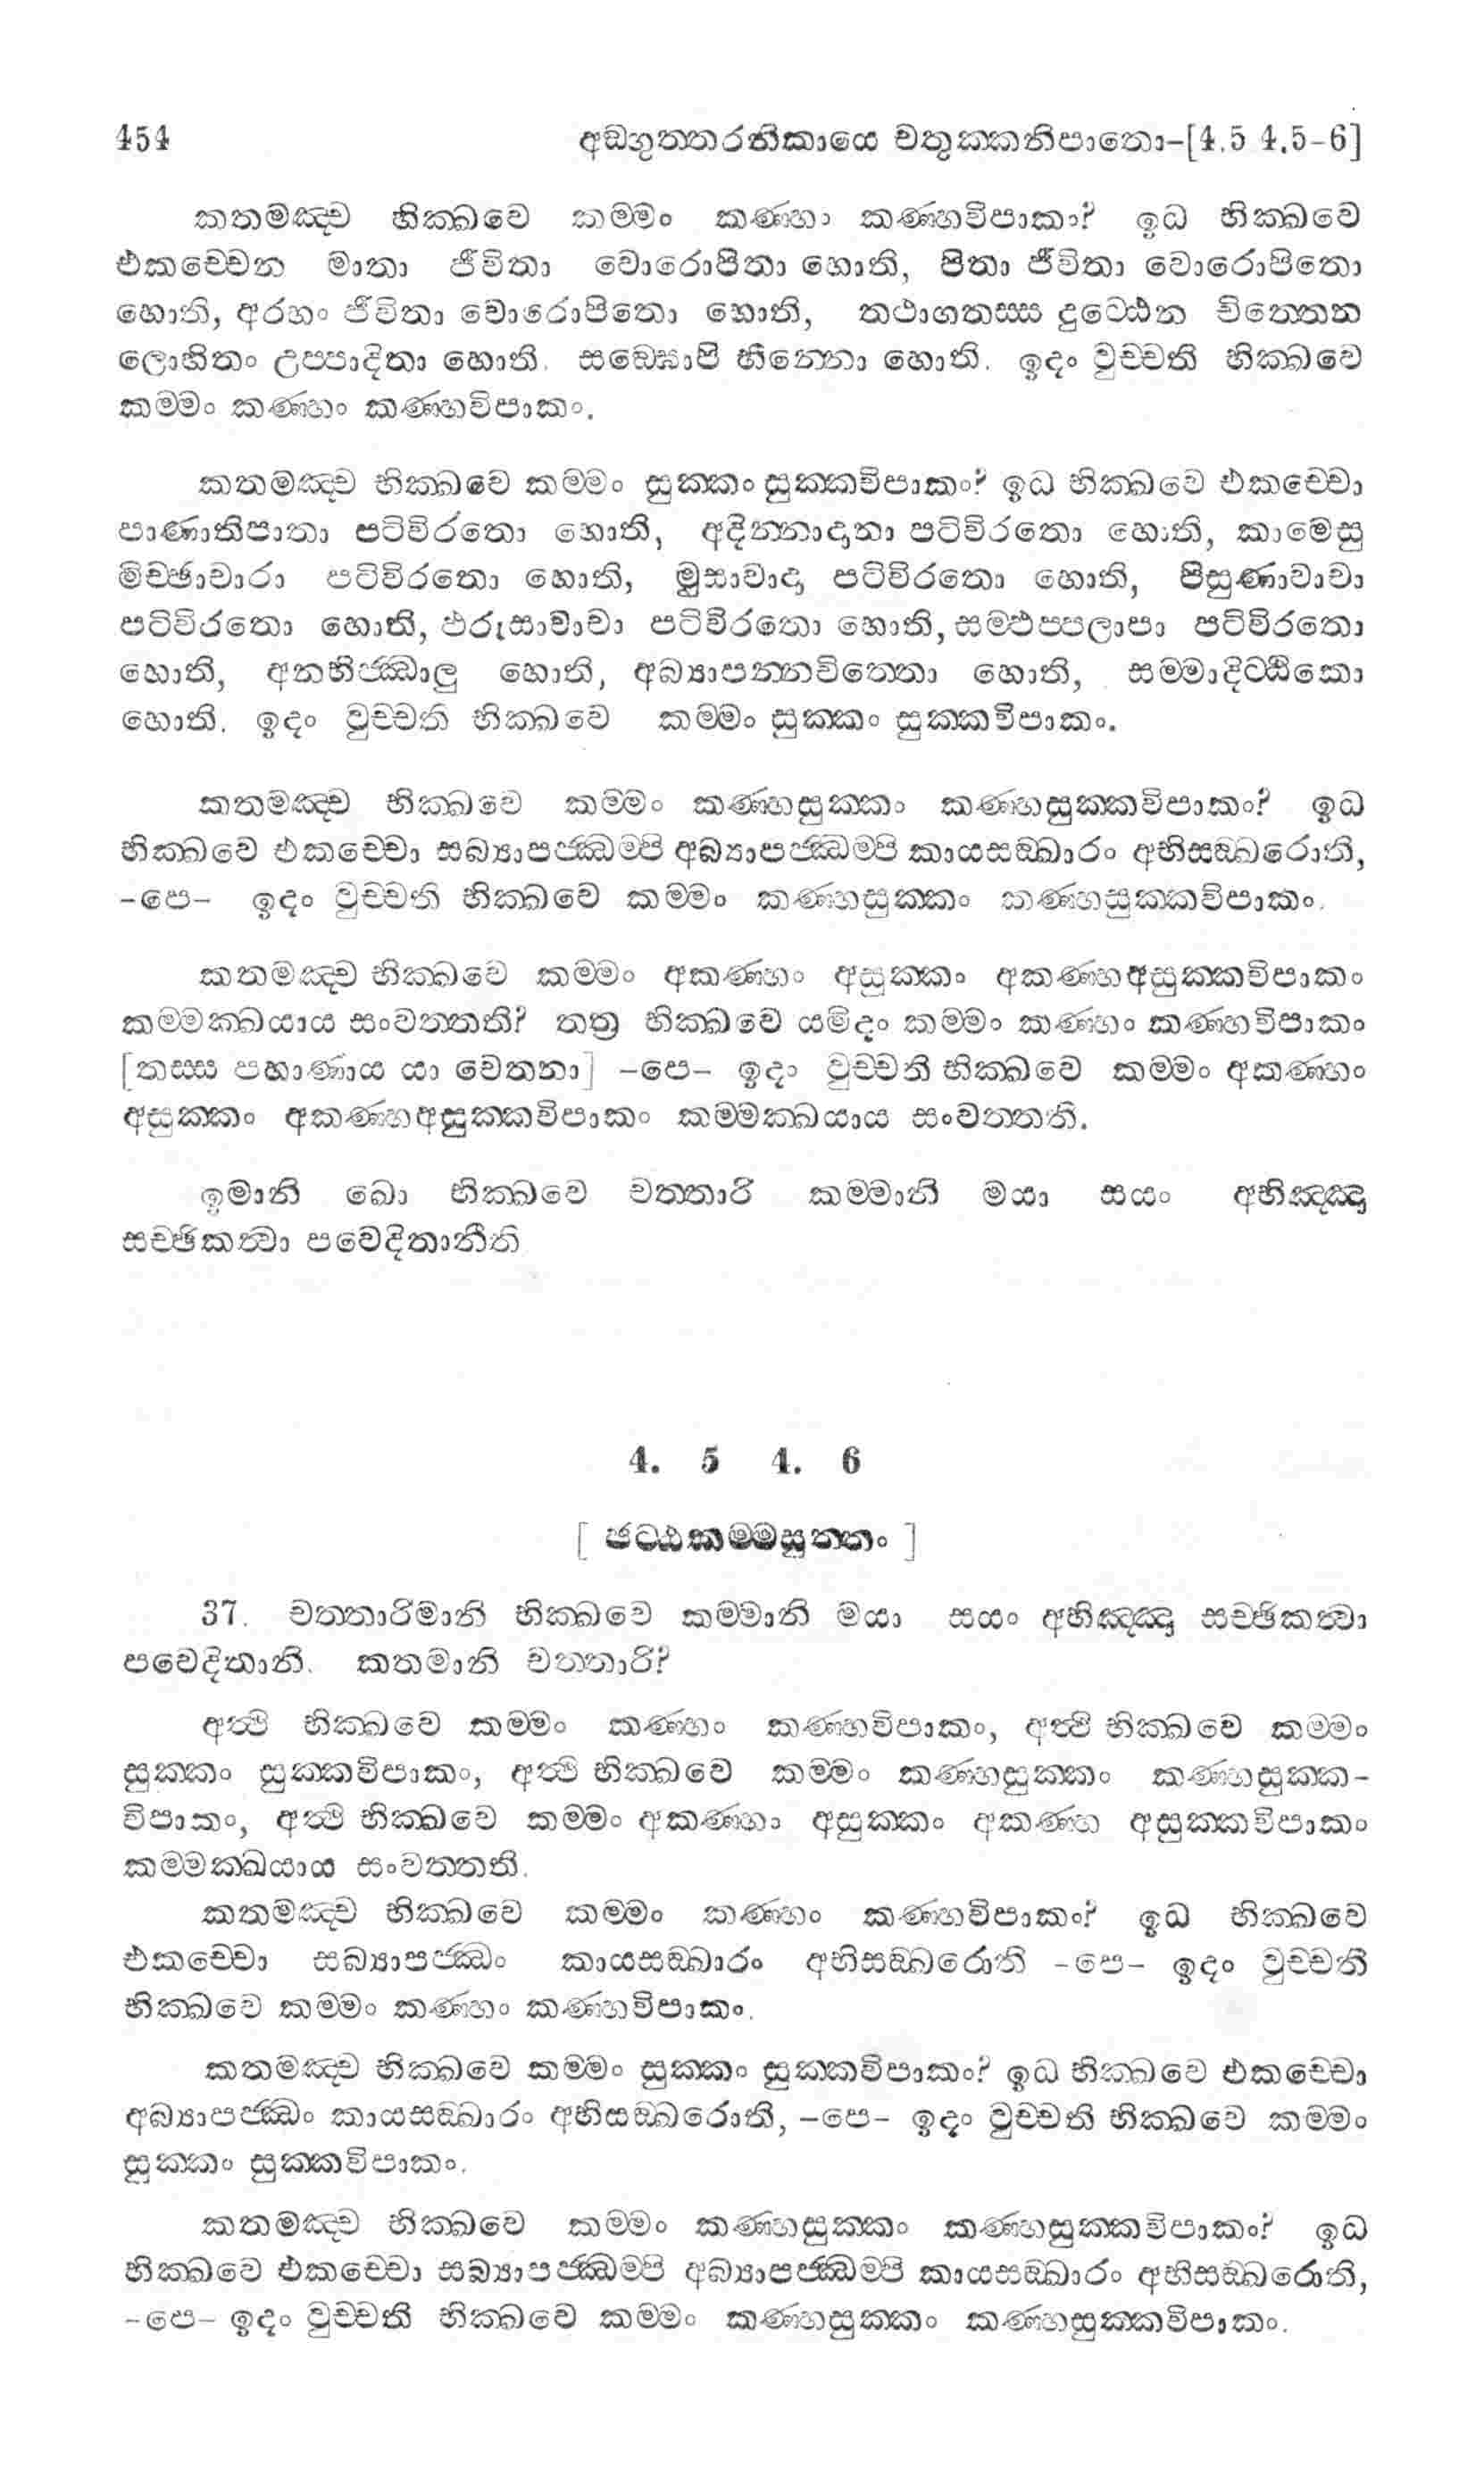 454 අඞ්ගුත්තරනිකායෙ චතුක්කනිපාතො-[4.5 4.5-6]
කතමඤ්ච භික්ඛවෙ කම්මං කණ්හං කණ්හවිපාකං? ඉධ භික්ඛවෙ
එකච්චෙන මාතා ජීවිතා වොරොපිතා හොති, පිතා ජීවිතා වොරොපිතො
හොති, අරහං ජීවිතා වොරොපිතො හොති, තථාගතස්ස දුට්ඨෙන චිත්තෙන
ලොහිතං උප්පාදිතා හොති. සඞ්ඝොපි භින්නො හොති. ඉදං වුච්චති භික්ඛවෙ
කම්මං කණ්හං කණ්හවිපාකං.
කතමඤ්ච භික්ඛවෙ කම්මං සුක්කං සුක්කවිපාකං? ඉධ භික්ඛවෙ එකච්චො
පාණාතිපාතා පටිවිරතො හොති, අදින්නාදානා පටිවිරතො හොති, කාමෙසු
මිච්ඡාචාරා පටිවිරතො හොති, මුසාවාදා පටිවිරතො හොති, පිසුණාවාචා
පටිවිරතො හොති, ඵරුසාවාචා පටිවිරතො හොති, සම්ඵප්පලාපා පටිවිරතො
හොති, අනභිජ්ඣාලු හොති, අබ්‍යාපන්නචිත්තො හොති, සම්මාදිට්ඨිකො
හොති. ඉදං වුච්චති භික්ඛවෙ කම්මං සුක්කං සුක්කවිපාකං.
කතමඤ්ච භික්ඛවෙ කම්මං කණ්හසුක්කං කණ්හසුක්කවිපාකං? ඉධ
භික්ඛවෙ එකච්චො සබ්‍යාපජ්ඣම්පි අබ්‍යාපජ්ඣම්පි කායසඞ්ඛාරං අභිසඞ්ඛරොති,
-පෙ- ඉදං වුච්චති භික්ඛවෙ කම්මං කණ්හසුක්කං කණ්හසුක්කවිපාකං.
කතමඤ්ච භික්ඛවෙ කම්මං අකණ්හං අසුක්කං අකණ්හඅසුක්කවිපාකං
කම්මක්ඛයාය සංවත්තති? තත්‍ර භික්ඛවෙ යමිදං කම්මං කණ්හං කණ්හවිපාකං
[තස්ස පහාණාය යා චෙතනා] -පෙ- ඉදං වුච්චති භික්ඛවෙ කම්මං අකණ්හං
අසුක්කං අකණ්හඅසුක්කවිපාකං කම්මක්ඛයාය සංවත්තති.
ඉමානි ඛො භික්ඛවෙ චත්තාරි කම්මානි මයා සයං අභිඤ්ඤා
සච්ඡිකත්‍වා පවෙදිතානීති
4. 5 4. 6
[ ඡට්ඨකම්මසුත්තං ]
37. චත්තාරිමානි භික්ඛවෙ කම්මානි මයා සයං අභිඤ්ඤා සච්ඡිකත්‍වා
පවෙදිතානි. කතමානි චත්තාරි?
අත්‍ථි භික්ඛවෙ කම්මං කණ්හං කණ්හවිපාකං, අත්‍ථි භික්ඛවෙ කම්මං
සුක්කං සුක්කවිපාකං, අත්‍ථි භික්ඛවෙ කම්මං කණ්හසුක්කං කණ්හසුක්ක-
විපාකං, අත්‍ථි භික්ඛවෙ කම්මං අකණ්හං අසුක්කං අකණ්හ අසුක්කවිපාකං
කම්මක්ඛයාය සංවත්තති.
කතමඤ්ච භික්ඛවෙ කම්මං කණ්හං කණ්හවිපාකං? ඉධ භික්ඛවෙ
එකච්චො සබ්‍යාපජ්ඣං කායසඞ්ඛාරං අභිසඞ්ඛරොති -පෙ- ඉදං වුච්චති
භික්ඛවෙ කම්මං කණ්හං කණ්හවිපාකං.
කතමඤ්ච භික්ඛවෙ කම්මං සුක්කං සුක්කවිපාකං? ඉධ භික්ඛවෙ එකච්චො
අබ්‍යාපජ්ඣං කායසඞ්ඛාරං අභිසඞ්ඛරොති, -පෙ- ඉදං වුච්චති භික්ඛවෙ කම්මං
සුක්කං සුක්කවිපාකං.
කතමඤ්ච භික්ඛවෙ කම්මං කණ්හසුක්කං කණ්හසුක්කවිපාකං? ඉධ
භික්ඛවෙ එකච්චො සබ්‍යාපජ්ඣම්පි අබ්‍යාපජ්ඣම්පි කායසඞ්ඛාරං අභිසඞ්ඛරොති,
-පෙ- ඉදං වුච්චති භික්ඛවෙ කම්මං කණ්හසුක්කං කණ්හසුක්කවිපාකං.